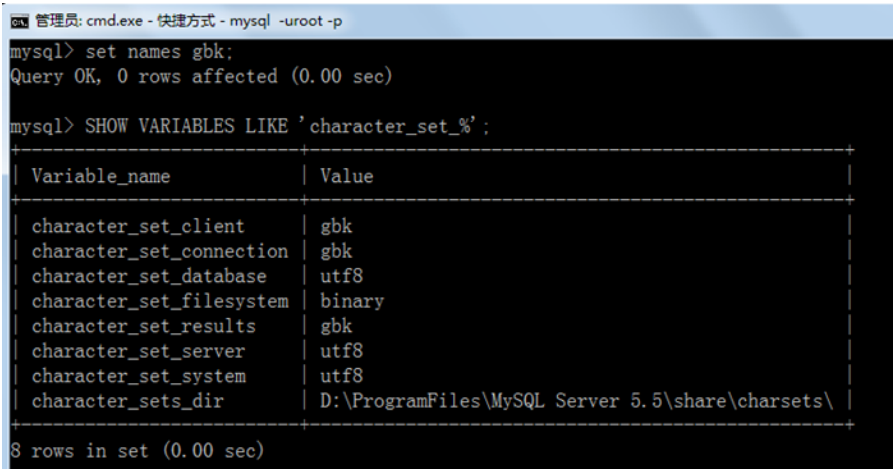 管理员: cmd.exe - 快捷方式 - mysql  -uroot -p
mysql> set names gbk;
Query OK, 0 rows affected (0.00 sec)
mysql> SHOW VARIABLES LIKE 'character_set_%';
+--------------------------+--------------------------------------------------+
| Variable_name            | Value                                            |
+--------------------------+--------------------------------------------------+
| character_set_client     | gbk                                              |
| character_set_connection | gbk                                              |
| character_set_database   | utf8                                             |
| character_set_filesystem | binary                                           |
| character_set_results    | gbk                                              |
| character_set_server     | utf8                                             |
| character_set_system     | utf8                                             |
| character_sets_dir       | D:\ProgramFiles\MySQL Server 5.5\share\charsets\ |
+--------------------------+--------------------------------------------------+
8 rows in set (0.00 sec)